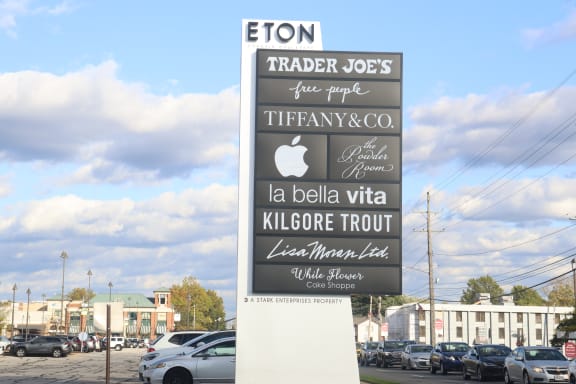 ETON
TRADER JOE'S
free people
TIFFANY & CO.
the
Powder
Room
la bella vita
KILGORE TROUT
Lisa Moran Ltd.
White Flower
Cake Shoppe
A STARK ENTERPRISES PROPERTY